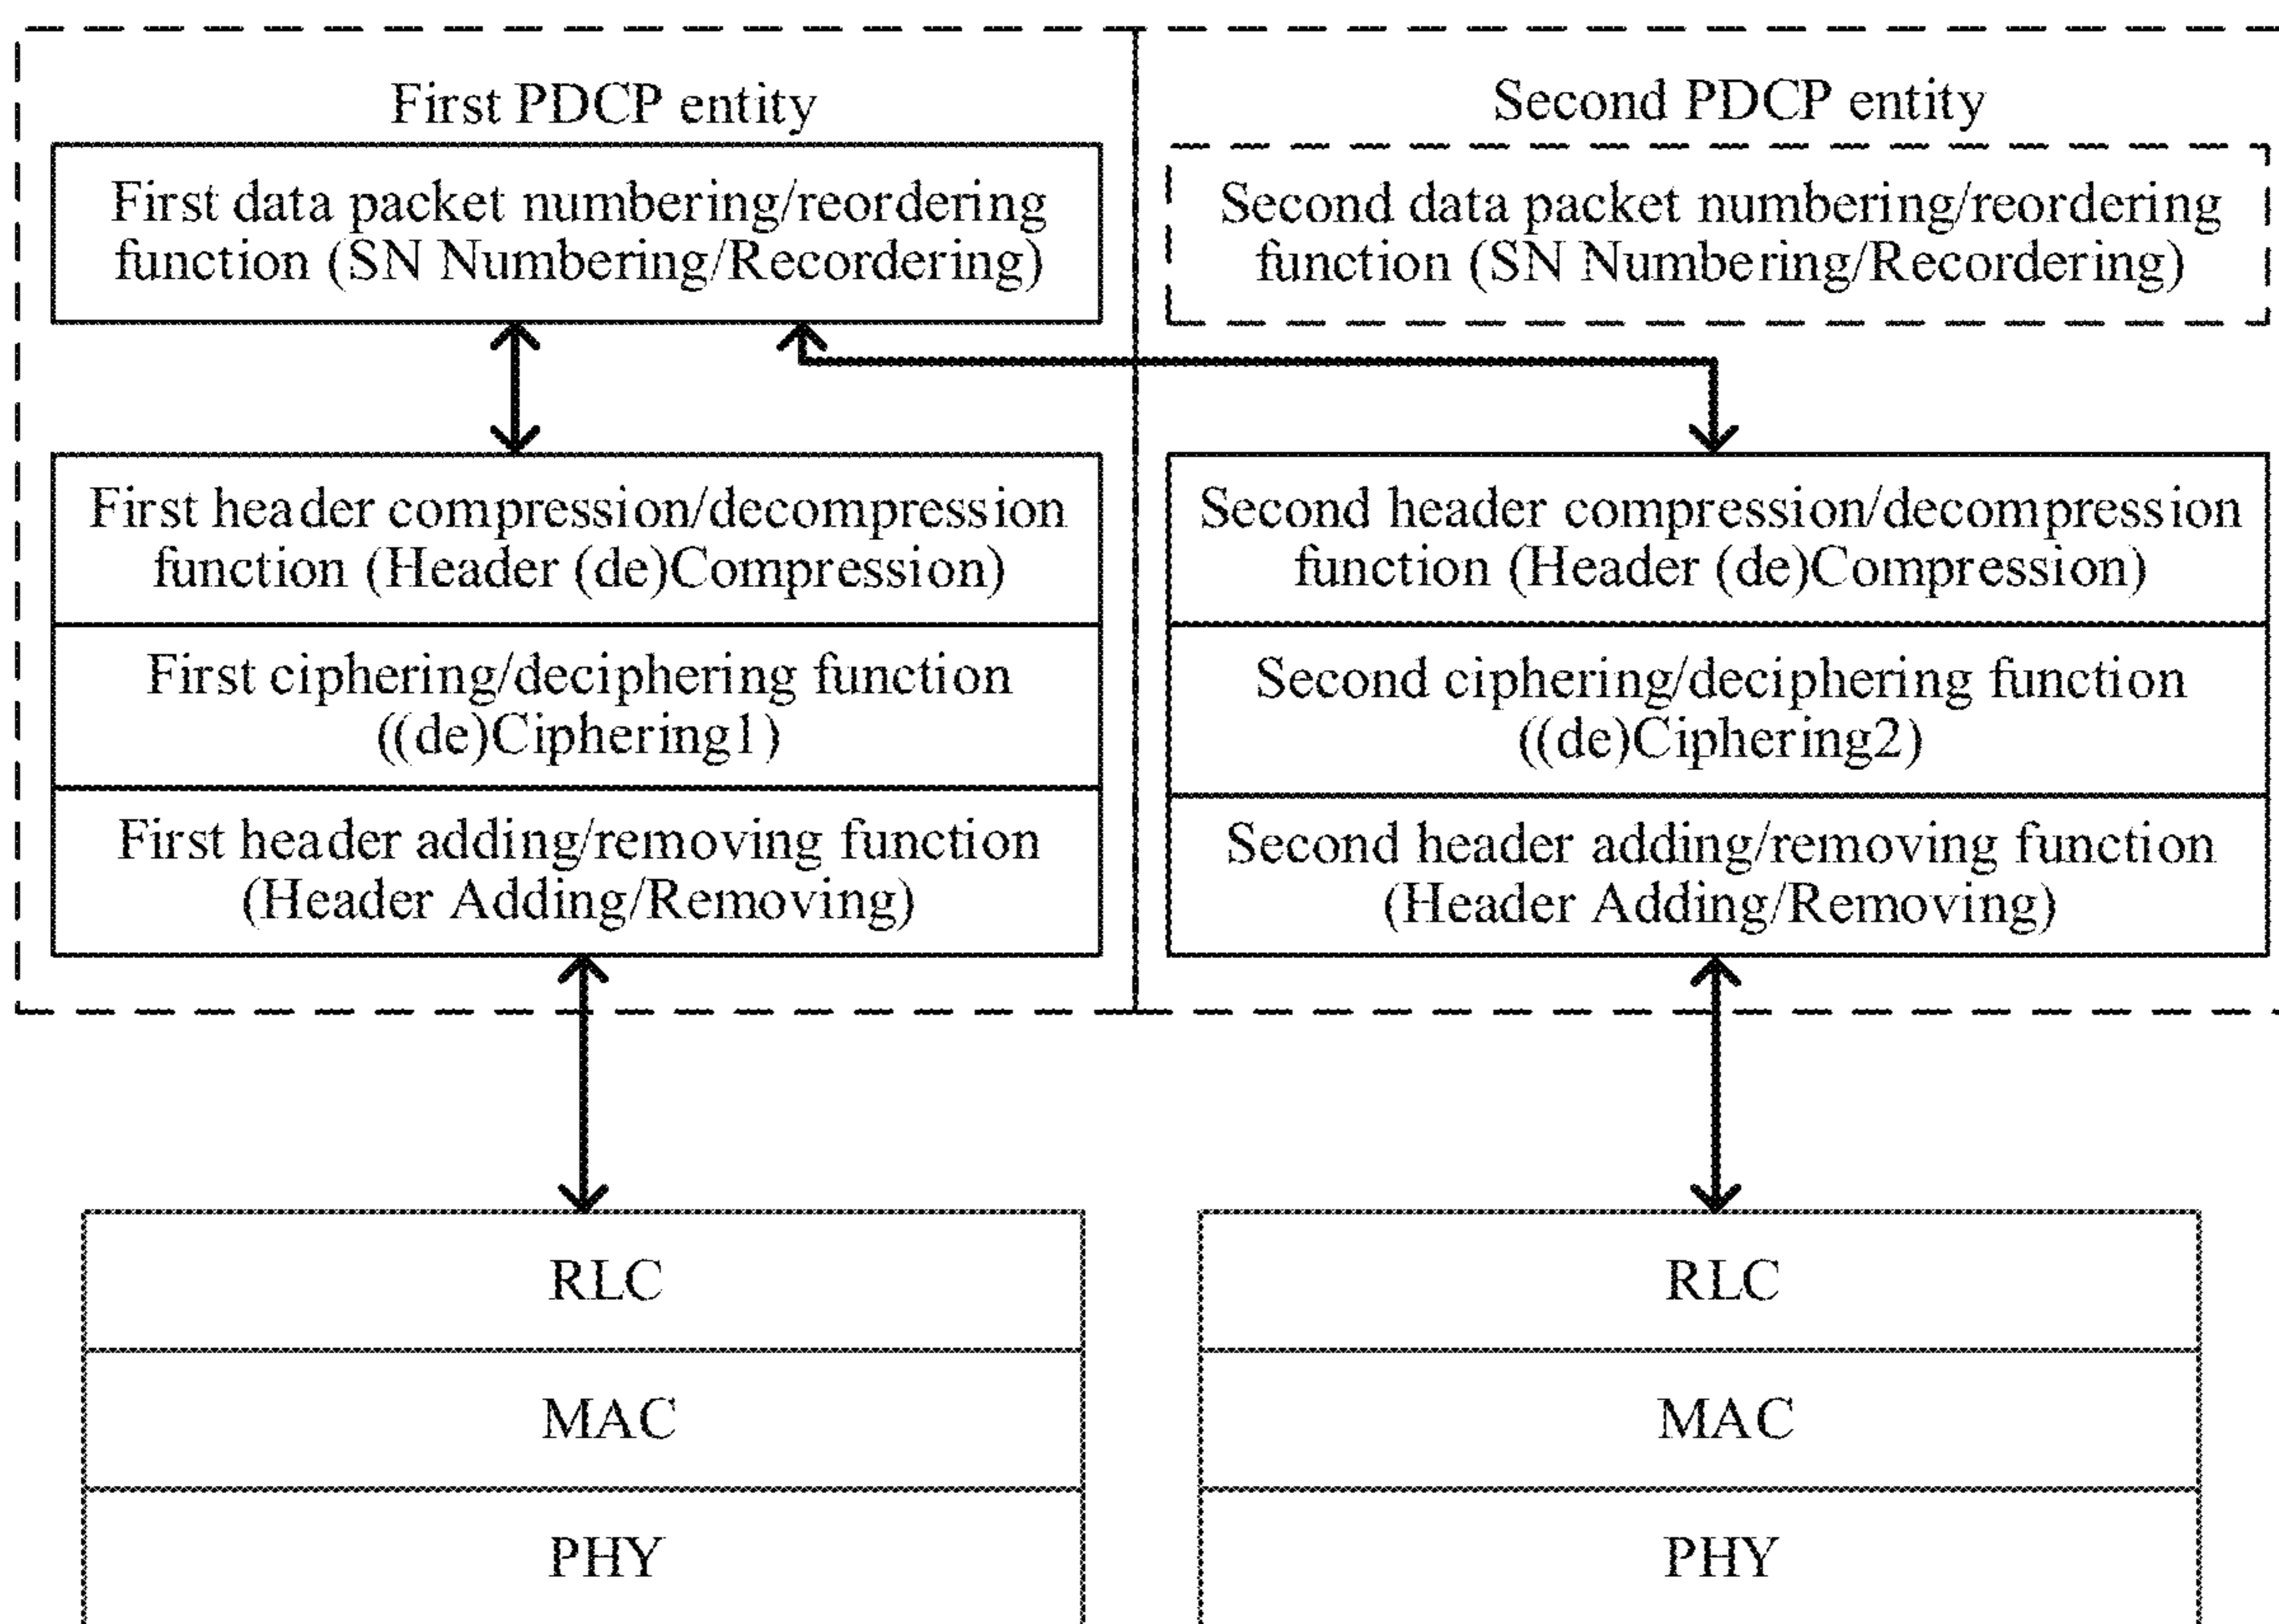 First PDCP entity
First data packet numbering/reordering
function (SN Numbering/Recordering)
First header compression/decompression
function (Header (de)Compression)
First ciphering/deciphering function
((de)Ciphering1)
First header adding/removing function
(Header Adding/Removing)
RLC
MAC
PHY
Second PDCP entity
Second data packet numbering/reordering
function (SN Numbering/Recordering)
Second header compression/decompression
function (Header (de)Compression)
Second ciphering/deciphering function
((de)Ciphering2)
Second header adding/removing function
(Header Adding/Removing)
RLC
MAC
PHY